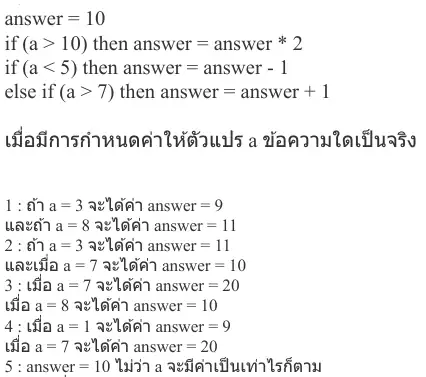 answer = 10
if (a > 10) then answer = answer * 2
if (a < 5) then answer = answer - 1
else if (a > 7) then answer = answer + 1
เมื่อมีการกำหนดค่าให้ตัวแปร a ข้อความใดเป็นจริง
1 : ถ้า a = 3 จะได้ค่า answer = 9
และถ้า a = 8 จะได้ค่า answer = 11
2 : ถ้า a = 3 จะได้ค่า answer = 11
และเมื่อ a = 7 จะได้ค่า answer = 10
3 : เมื่อ a = 7 จะได้ค่า answer = 20
เมื่อ a = 8 จะได้ค่า answer = 10
4 : เมื่อ a = 1 จะได้ค่า answer = 9
เมื่อ a = 7 จะได้ค่า answer = 20
5 : answer = 10 ไม่ว่า a จะมีค่าเป็นเท่าไรก็ตาม